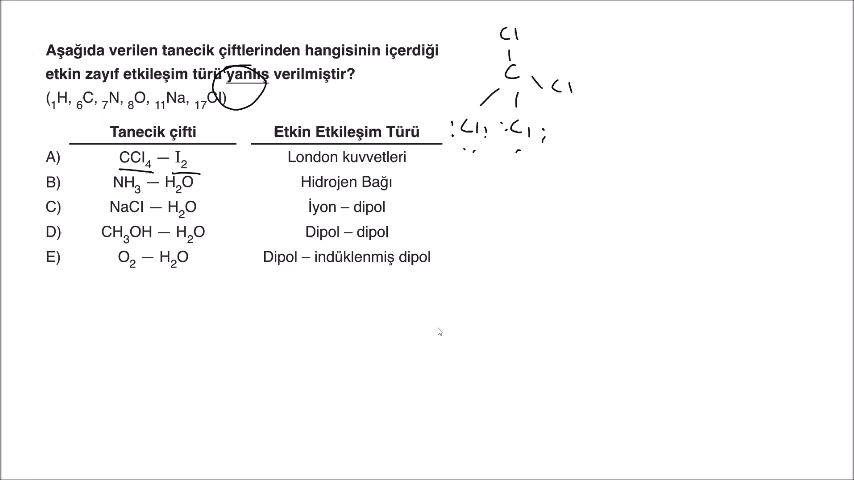 Aşağıda verilen tanecik çiftlerinden hangisinin içerdiği
etkin zayıf etkileşim türü yanlış verilmiştir?
(₁H, ₆C, ₇N, ₈O, ₁₁Na, ₁₇Cl)
Tanecik çifti Etkin Etkileşim Türü
A) CCl₄ — I₂ London kuvvetleri
B) NH₃ — H₂O Hidrojen Bağı
C) NaCl — H₂O İyon – dipol
D) CH₃OH — H₂O Dipol – dipol
E) O₂ — H₂O Dipol – indüklenmiş dipol
Cl
C
Cl
Cl Cl